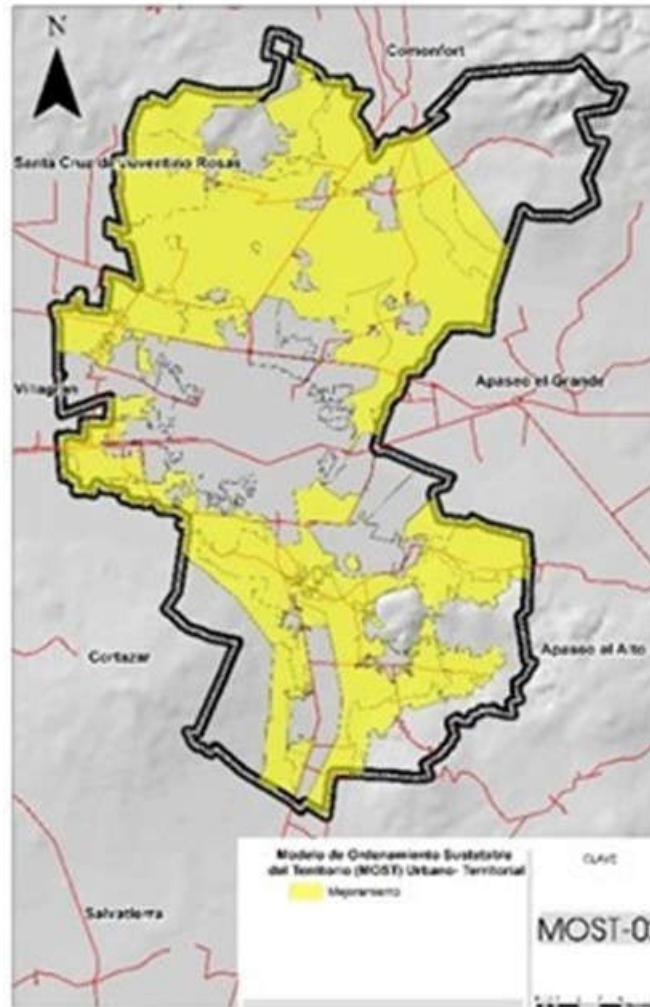 N
Comonfort
Santa Cruz de Juventino Rosas
Apaseo el Grande
Villagrán
Cortazar
Apaseo el Alto
Modelo de Ordenamiento Sustentable
del Territorio (MOST) Urbano- Territorial
Mejoramiento
CLAVE
MOST-02
Salvatierra